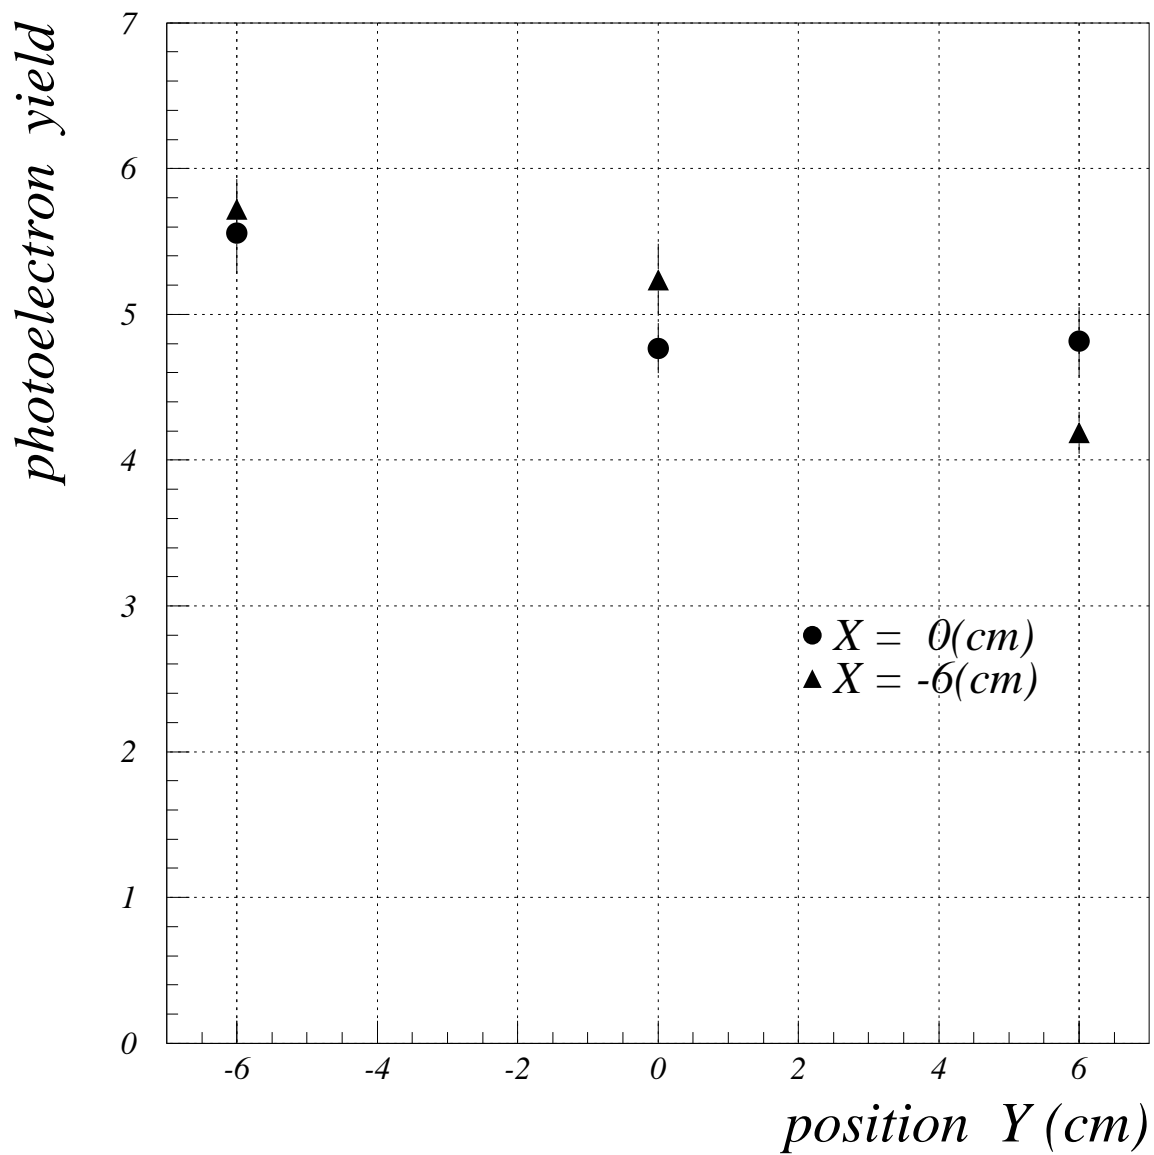 photoelectron yield
7
6
5
4
3
2
1
0
X = 0(cm)
X = -6(cm)
-6 -4 -2 0 2 4 6
position Y (cm)